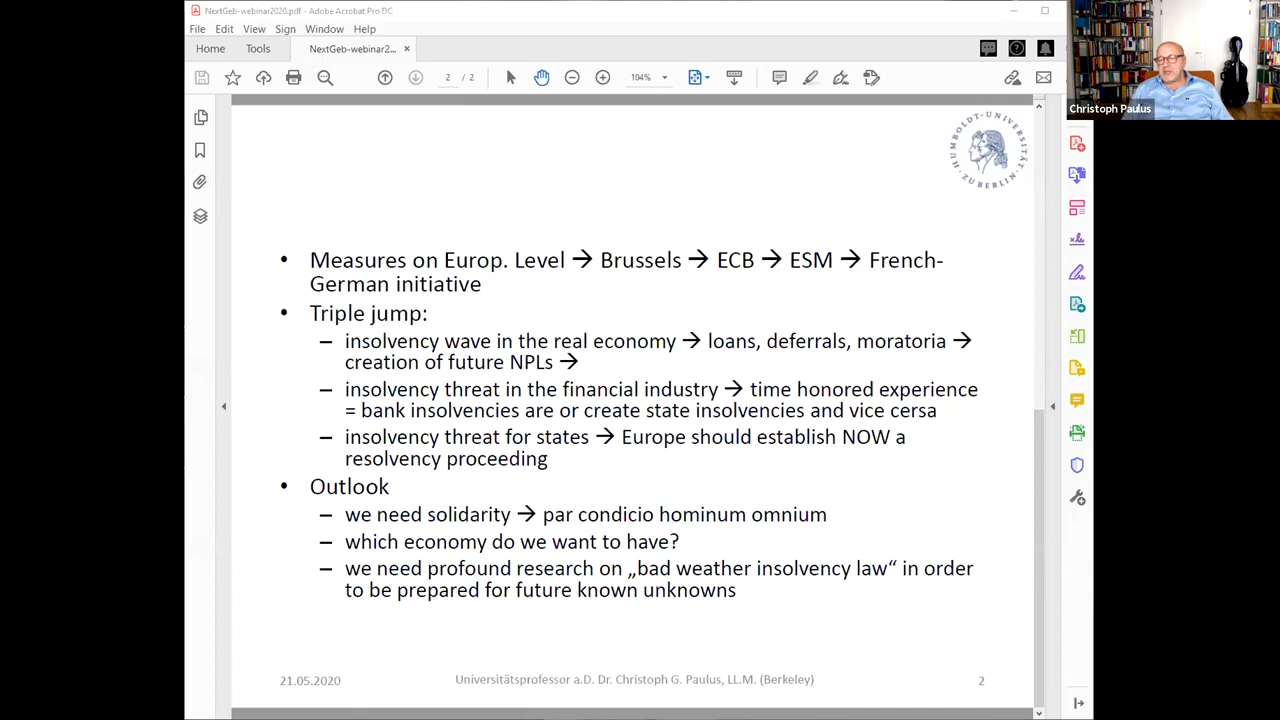 NextGeb-webinar2020.pdf - Adobe Acrobat Pro DC
File Edit View Sign Window Help
Home Tools NextGeb-webinar2... ×
2 / 2 104%
Christoph Paulus
HUMBOLDT-UNIVERSITÄT ZU BERLIN
• Measures on Europ. Level → Brussels → ECB → ESM → French-
German initiative
• Triple jump:
– insolvency wave in the real economy → loans, deferrals, moratoria →
creation of future NPLs →
– insolvency threat in the financial industry → time honored experience
= bank insolvencies are or create state insolvencies and vice cersa
– insolvency threat for states → Europe should establish NOW a
resolvency proceeding
• Outlook
– we need solidarity → par condicio hominum omnium
– which economy do we want to have?
– we need profound research on „bad weather insolvency law“ in order
to be prepared for future known unknowns
21.05.2020 Universitätsprofessor a.D. Dr. Christoph G. Paulus, LL.M. (Berkeley) 2